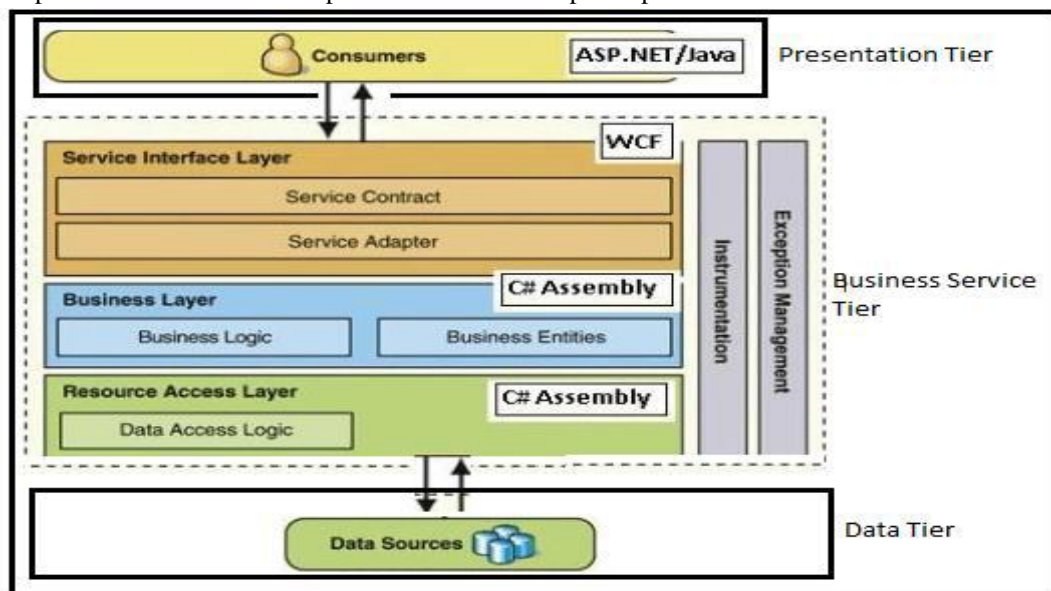 Consumers
ASP.NET/Java
Presentation Tier
WCF
Service Interface Layer
Service Contract
Service Adapter
C# Assembly
Business Layer
Business Logic
Business Entities
Resource Access Layer
C# Assembly
Data Access Logic
Instrumentation
Exception Management
Business Service
Tier
Data Sources
Data Tier